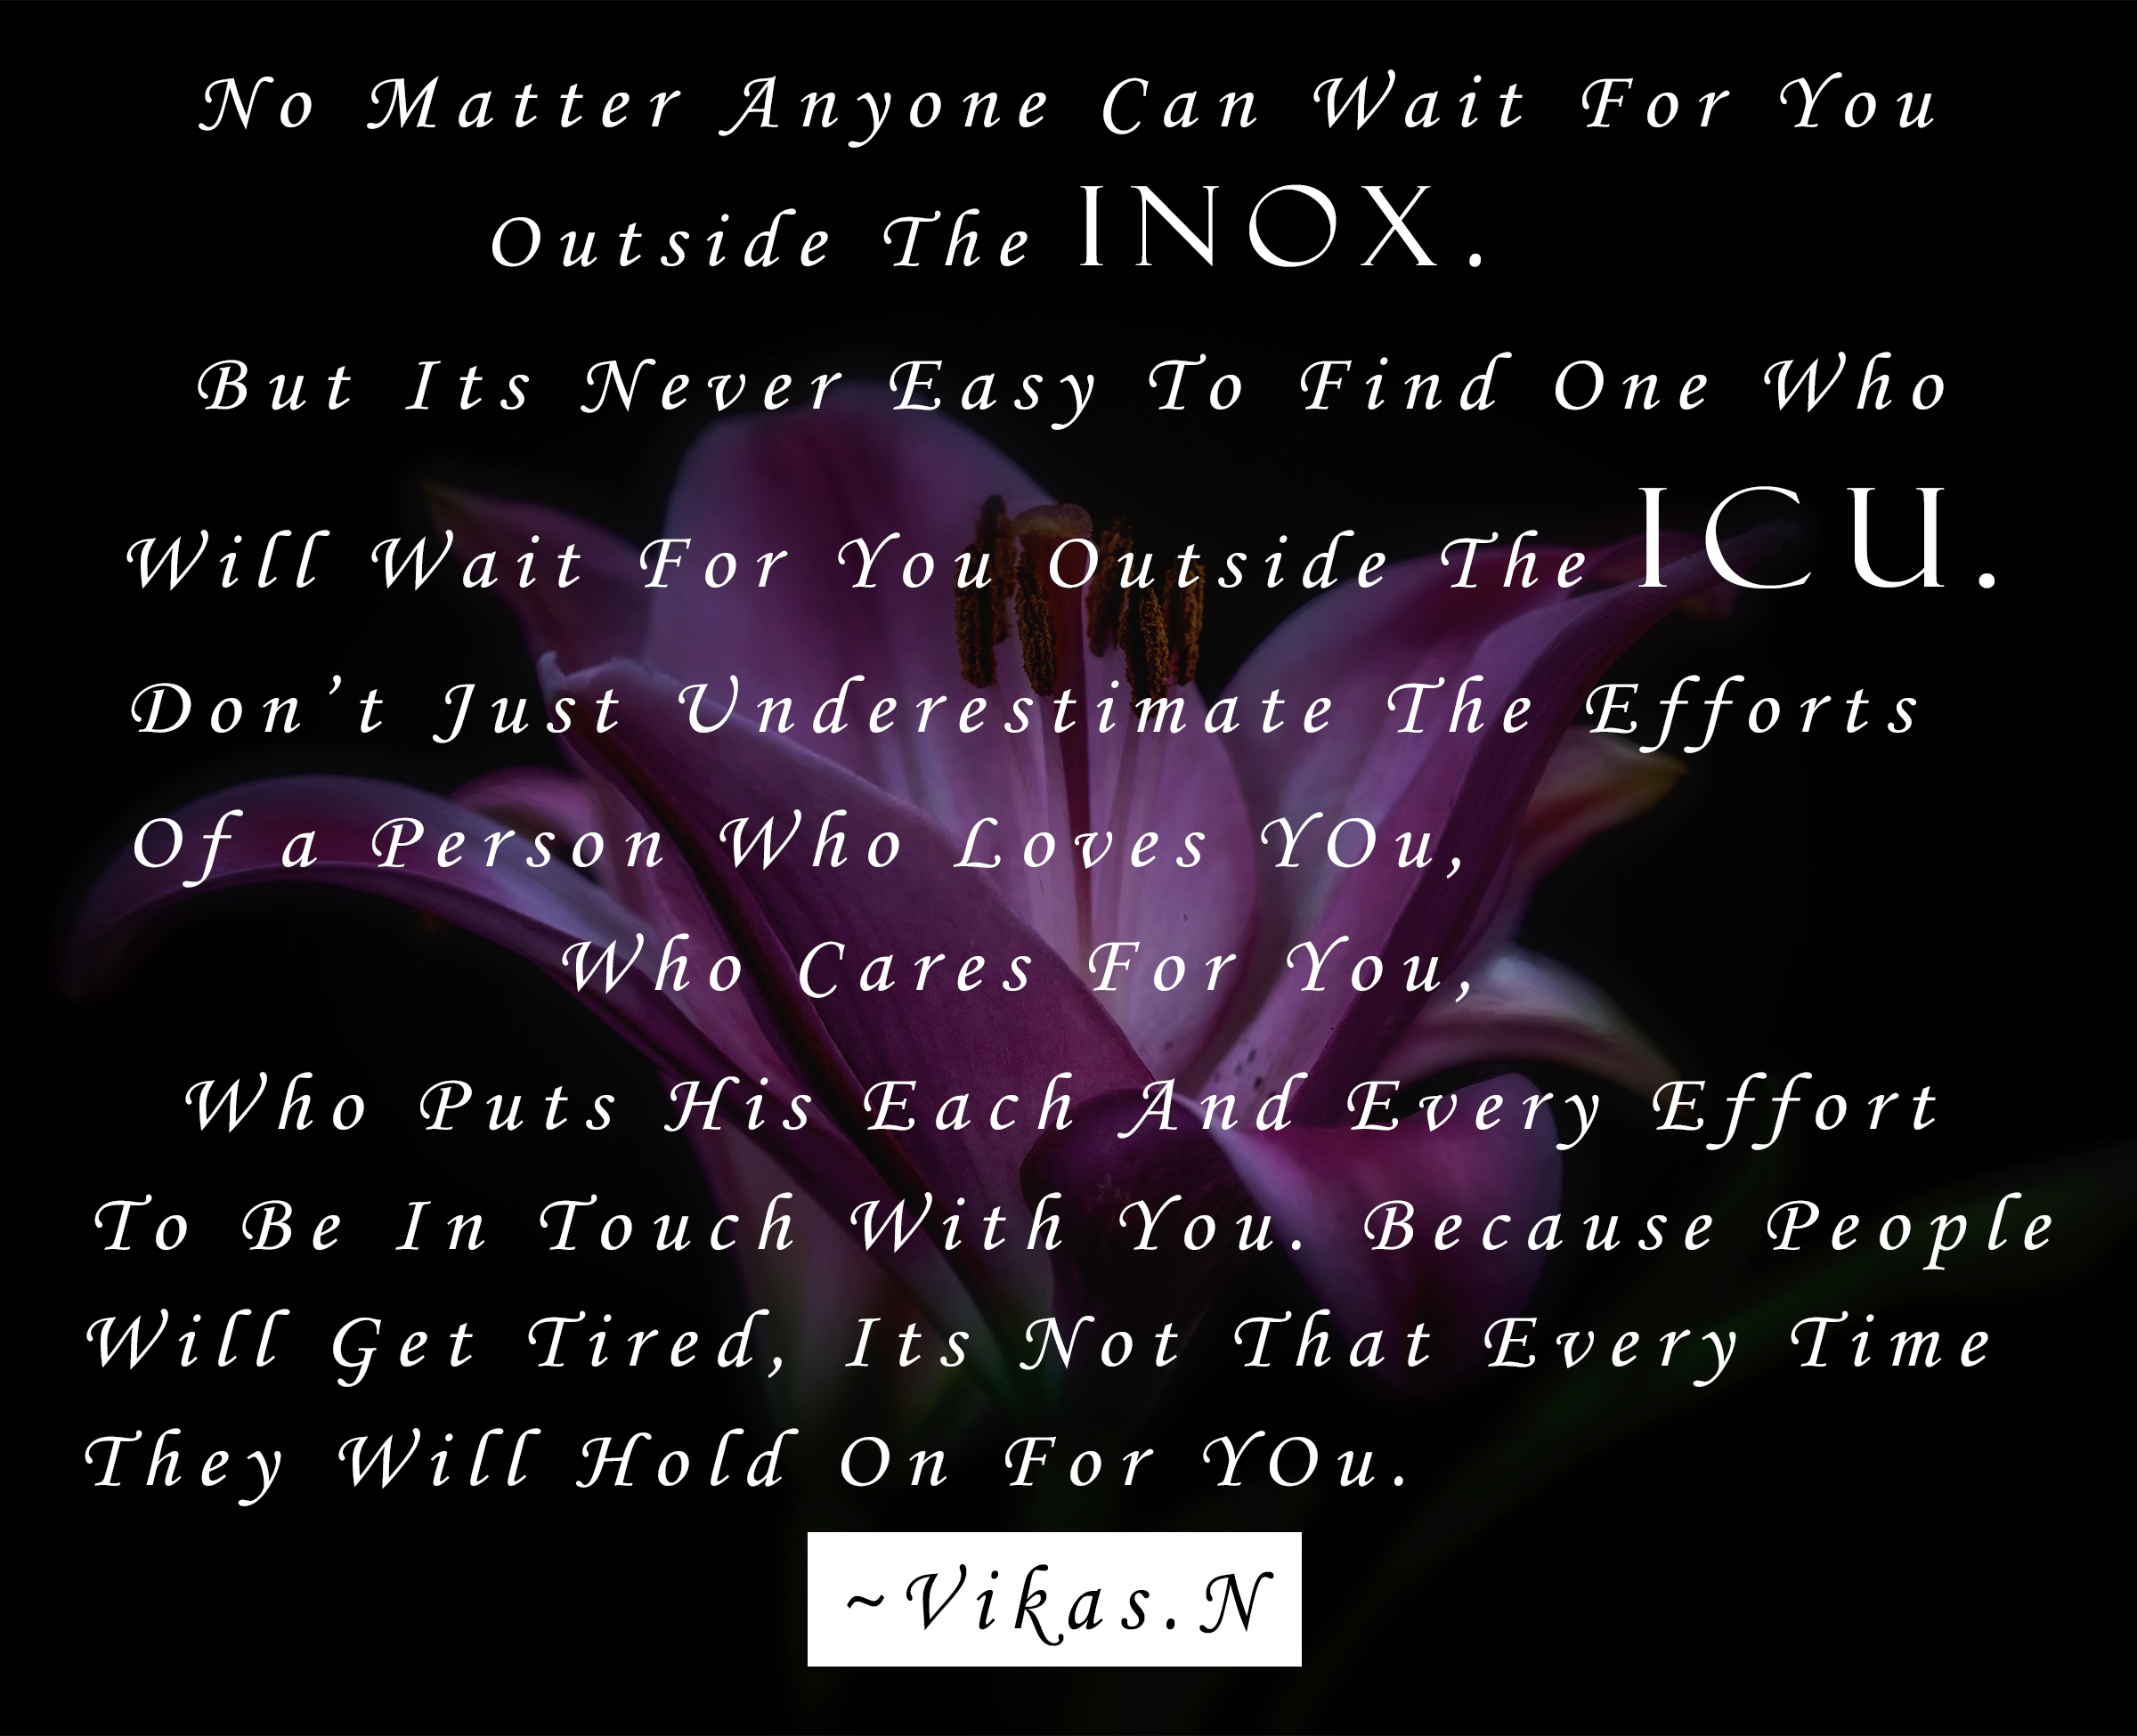 No Matter Anyone Can Wait For You
Outside The INOX.
But Its Never Easy To Find One Who
Will Wait For You Outside The ICU.
Don’t Just Underestimate The Efforts
Of a Person Who Loves YOu,
Who Cares For You,
Who Puts His Each And Every Effort
To Be In Touch With You. Because People
Will Get Tired, Its Not That Every Time
They Will Hold On For YOu.
~Vikas.N